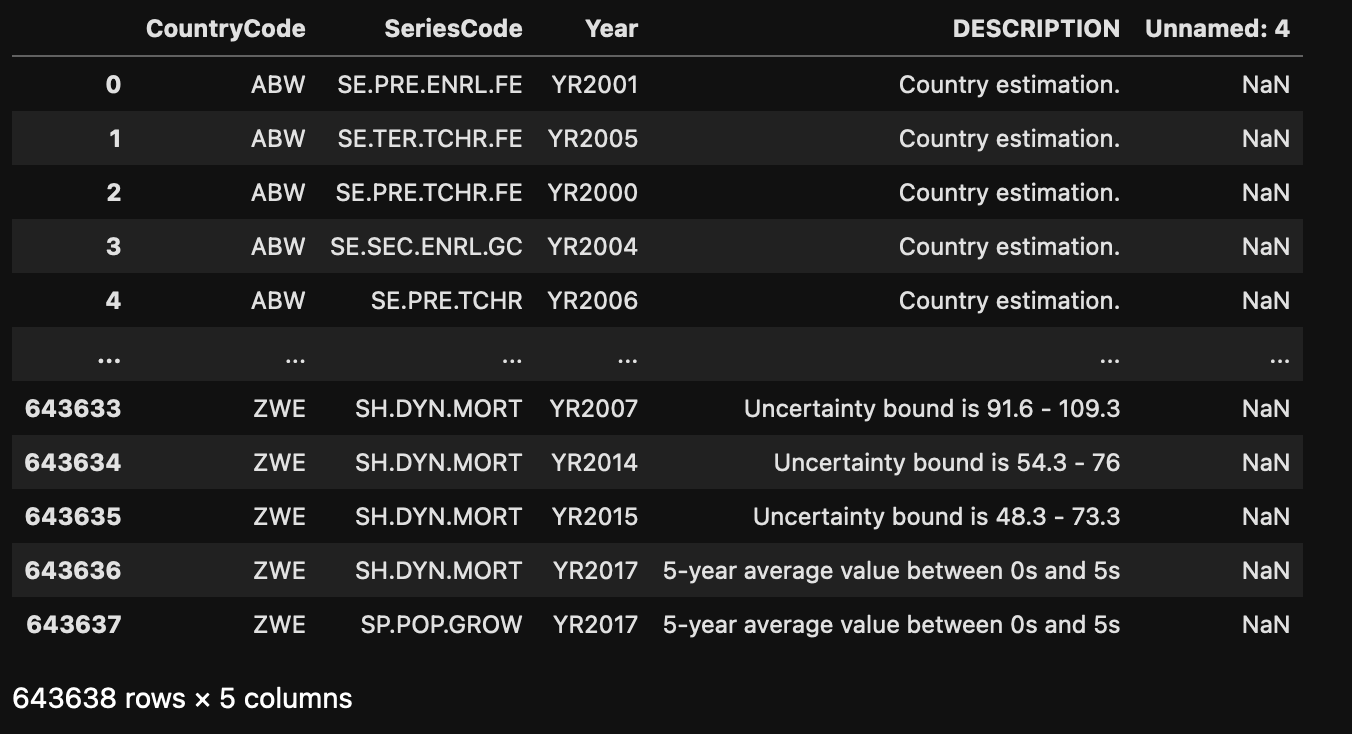 CountryCode SeriesCode Year DESCRIPTION Unnamed: 4
0 ABW SE.PRE.ENRL.FE YR2001 Country estimation. NaN
1 ABW SE.TER.TCHR.FE YR2005 Country estimation. NaN
2 ABW SE.PRE.TCHR.FE YR2000 Country estimation. NaN
3 ABW SE.SEC.ENRL.GC YR2004 Country estimation. NaN
4 ABW SE.PRE.TCHR YR2006 Country estimation. NaN
... ... ... ... ... ...
643633 ZWE SH.DYN.MORT YR2007 Uncertainty bound is 91.6 - 109.3 NaN
643634 ZWE SH.DYN.MORT YR2014 Uncertainty bound is 54.3 - 76 NaN
643635 ZWE SH.DYN.MORT YR2015 Uncertainty bound is 48.3 - 73.3 NaN
643636 ZWE SH.DYN.MORT YR2017 5-year average value between 0s and 5s NaN
643637 ZWE SP.POP.GROW YR2017 5-year average value between 0s and 5s NaN
643638 rows × 5 columns